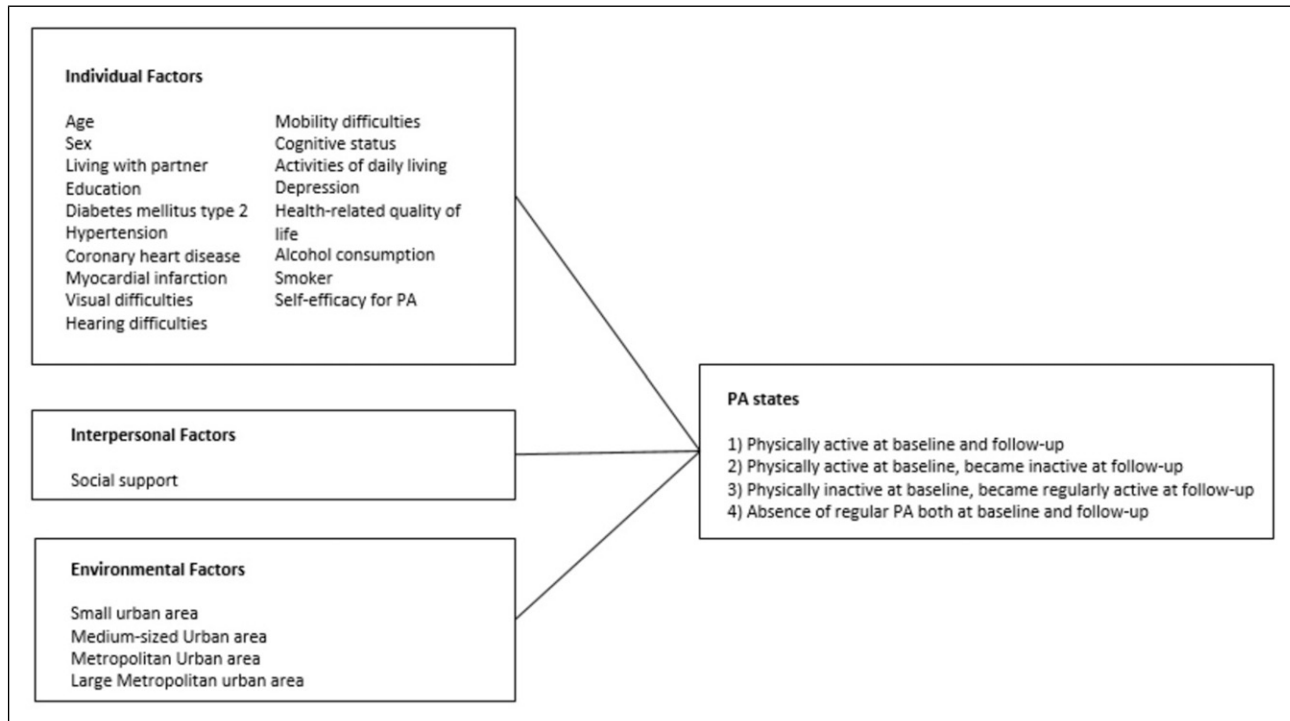 Individual Factors
Age
Sex
Living with partner
Education
Diabetes mellitus type 2
Hypertension
Coronary heart disease
Myocardial infarction
Visual difficulties
Hearing difficulties
Mobility difficulties
Cognitive status
Activities of daily living
Depression
Health-related quality of
life
Alcohol consumption
Smoker
Self-efficacy for PA
Interpersonal Factors
Social support
Environmental Factors
Small urban area
Medium-sized Urban area
Metropolitan Urban area
Large Metropolitan urban area
PA states
1) Physically active at baseline and follow-up
2) Physically active at baseline, became inactive at follow-up
3) Physically inactive at baseline, became regularly active at follow-up
4) Absence of regular PA both at baseline and follow-up